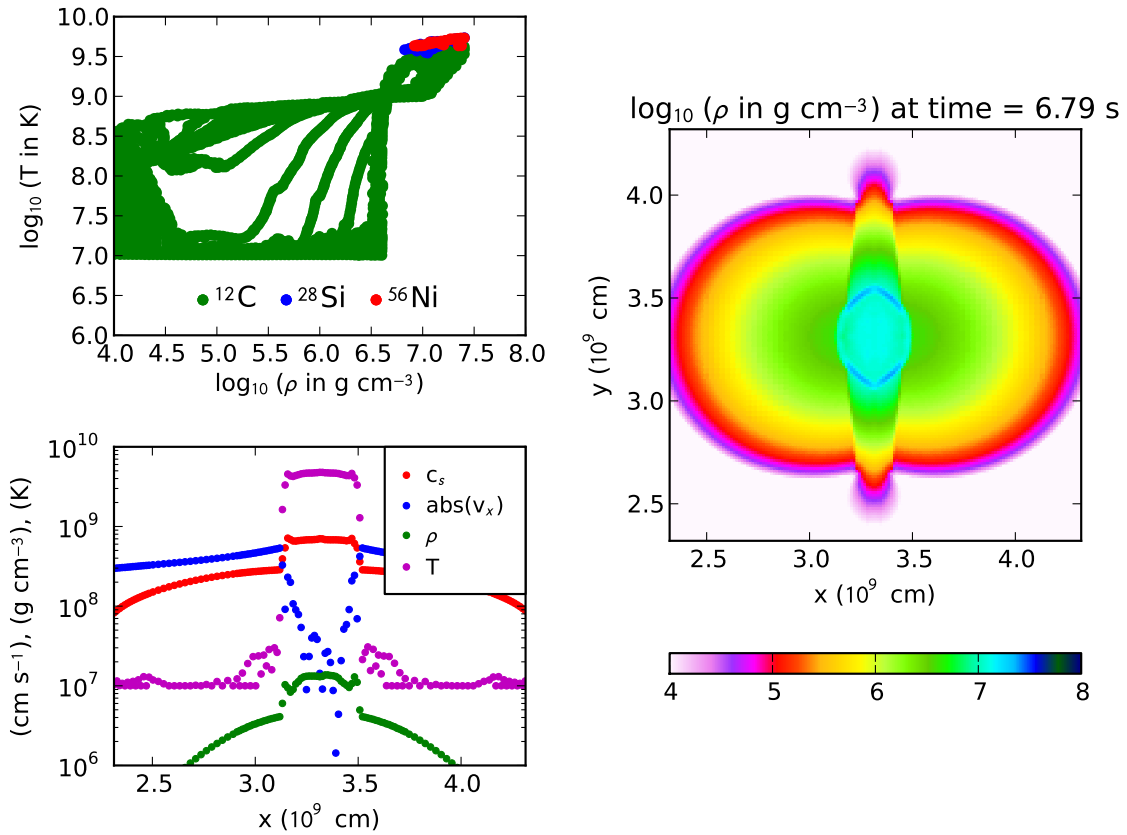 10.0
9.5
9.0
8.5
8.0
7.5
7.0
6.5
6.0
log₁₀ (T in K)
¹²C ²⁸Si ⁵⁶Ni
4.0 4.5 5.0 5.5 6.0 6.5 7.0 7.5 8.0
log₁₀ (ρ in g cm⁻³)
log₁₀ (ρ in g cm⁻³) at time = 6.79 s
4.0
3.5
3.0
2.5
y (10⁹ cm)
2.5 3.0 3.5 4.0
x (10⁹ cm)
4 5 6 7 8
10¹⁰
10⁹
10⁸
10⁷
10⁶
(cm s⁻¹), (g cm⁻³), (K)
cₛ
abs(vₓ)
ρ
T
2.5 3.0 3.5 4.0
x (10⁹ cm)